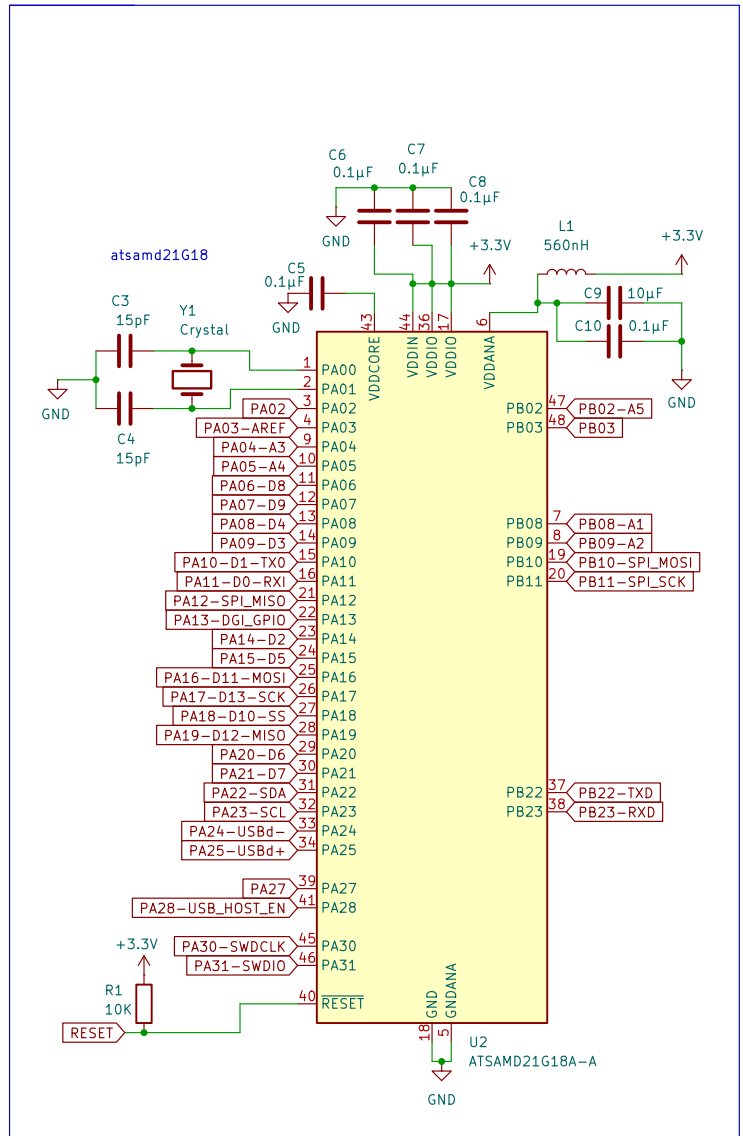 C6
0.1µF
C7
0.1µF
C8
0.1µF
GND
+3.3V
L1
560nH
+3.3V
atsamd21G18
C5
0.1µF
GND
C9
10µF
C10
0.1µF
GND
C3
15pF
Y1
Crystal
GND
C4
15pF
43
44
36
17
6
VDDCORE
VDDIN
VDDIO
VDDIO
VDDANA
1 PA00
2 PA01
PA02 3 PA02
PA03-AREF 4 PA03
PA04-A3 9 PA04
PA05-A4 10 PA05
PA06-D8 11 PA06
PA07-D9 12 PA07
PA08-D4 13 PA08
PA09-D3 14 PA09
PA10-D1-TX0 15 PA10
PA11-D0-RXI 16 PA11
PA12-SPI_MISO 21 PA12
PA13-DGI_GPIO 22 PA13
PA14-D2 23 PA14
PA15-D5 24 PA15
PA16-D11-MOSI 25 PA16
PA17-D13-SCK 26 PA17
PA18-D10-SS 27 PA18
PA19-D12-MISO 28 PA19
PA20-D6 29 PA20
PA21-D7 30 PA21
PA22-SDA 31 PA22
PA23-SCL 32 PA23
PA24-USBd- 33 PA24
PA25-USBd+ 34 PA25
PA27 39 PA27
PA28-USB_HOST_EN 41 PA28
PA30-SWDCLK 45 PA30
PA31-SWDIO 46 PA31
40 RESET
PB02 47 PB02-A5
PB03 48 PB03
PB08 7 PB08-A1
PB09 8 PB09-A2
PB10 19 PB10-SPI_MOSI
PB11 20 PB11-SPI_SCK
PB22 37 PB22-TXD
PB23 38 PB23-RXD
+3.3V
R1
10K
RESET
GND
GNDANA
18
5
U2
ATSAMD21G18A-A
GND